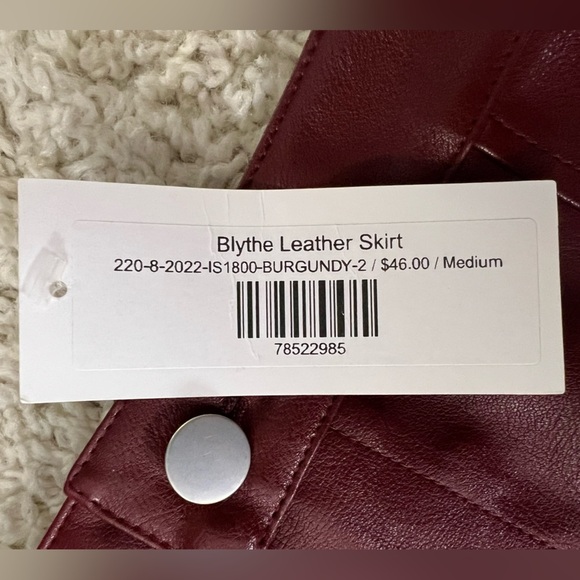 Blythe Leather Skirt
220-8-2022-IS1800-BURGUNDY-2 / $46.00 / Medium
78522985